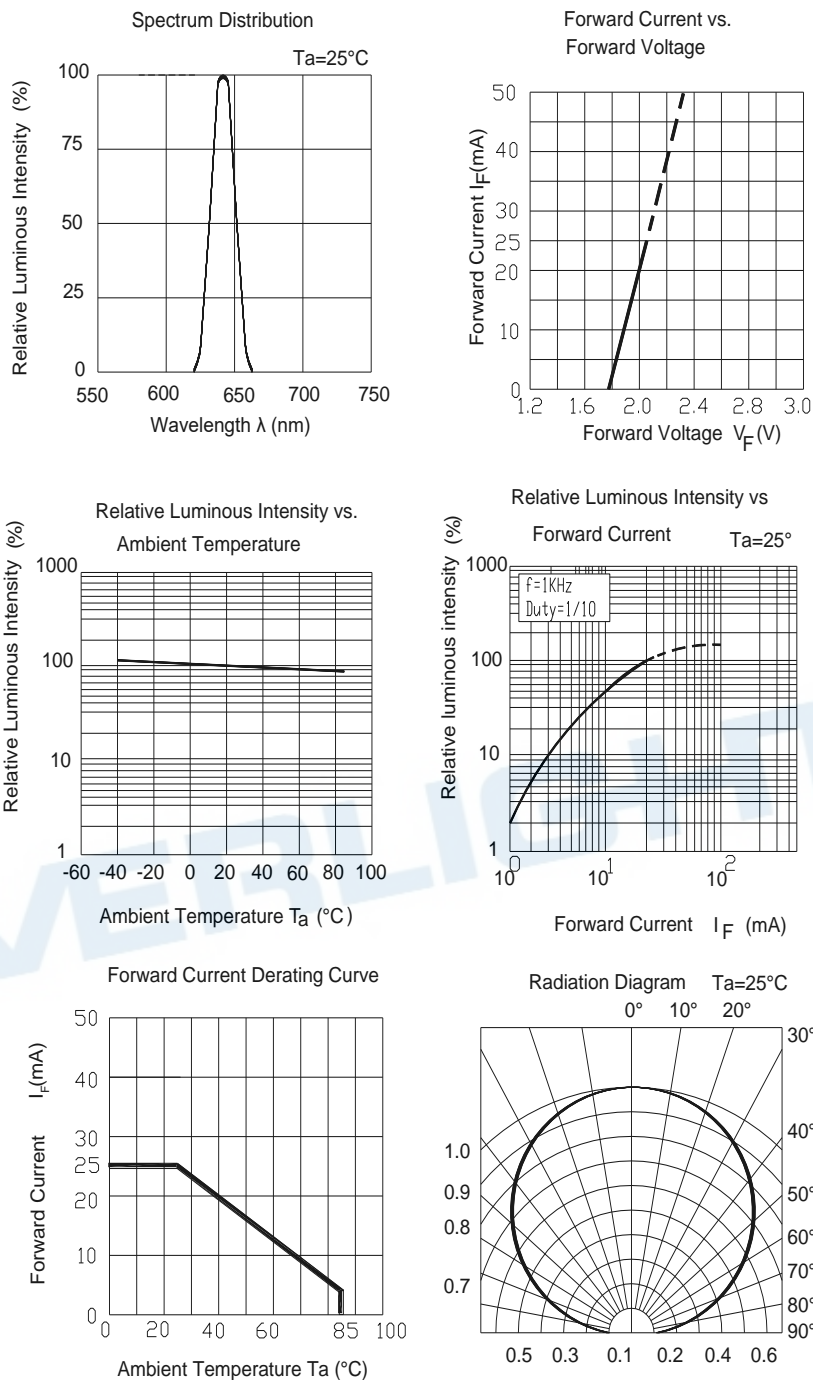 Spectrum Distribution
Ta=25°C
Relative Luminous Intensity (%)
100
75
50
25
0
550 600 650 700 750
Wavelength λ (nm)
Forward Current vs.
Forward Voltage
Forward Current IF(mA)
50
40
30
25
20
10
0
1.2 1.6 2.0 2.4 2.8 3.0
Forward Voltage VF(V)
Relative Luminous Intensity vs.
Ambient Temperature
Relative Luminous Intensity (%)
1000
100
10
1
-60 -40 -20 0 20 40 60 80 100
Ambient Temperature Ta (°C)
Relative Luminous Intensity vs
Forward Current
Ta=25°
Relative luminous intensity (%)
f=1KHz
Duty=1/10
1000
100
10
1
10⁰ 10¹ 10²
Forward Current IF (mA)
VERLIGHT
Forward Current Derating Curve
Forward Current IF(mA)
50
40
30
25
20
10
0
0 20 40 60 85 100
Ambient Temperature Ta (°C)
Radiation Diagram Ta=25°C
0° 10° 20°
30°
40°
50°
60°
70°
80°
90°
1.0
0.9
0.8
0.7
0.5 0.3 0.1 0.2 0.4 0.6